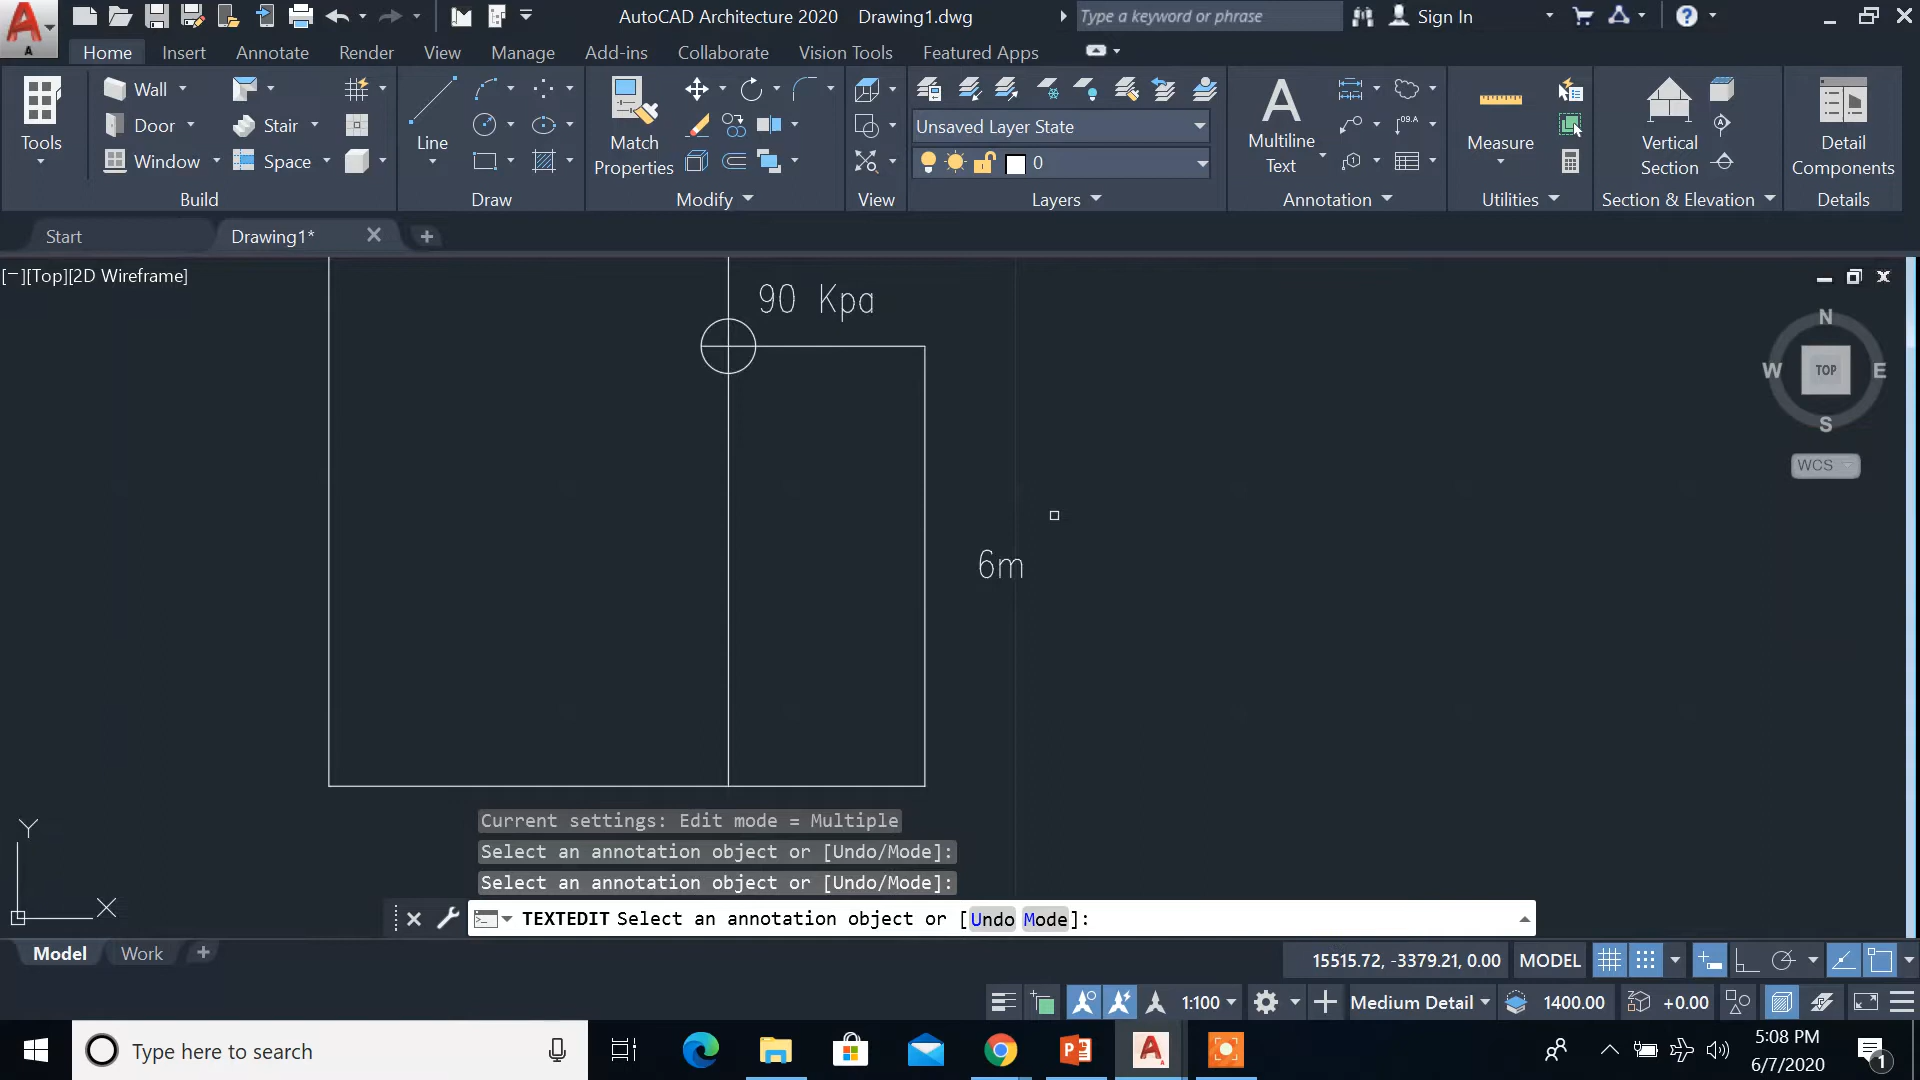 AutoCAD Architecture 2020 Drawing1.dwg
Type a keyword or phrase
Sign In
Home Insert Annotate Render View Manage Add-ins Collaborate Vision Tools Featured Apps
Tools
Wall
Door
Window
Stair
Space
Build
Line
Draw
Match
Properties
Modify
View
Unsaved Layer State
0
Layers
A
Multiline
Text
Annotation
Measure
Utilities
Vertical
Section
Section & Elevation
Detail
Components
Details
Start
Drawing1*
[−][Top][2D Wireframe]
90 Kpa
6m
N
W
TOP
E
S
WCS
Y
X
Current settings: Edit mode = Multiple
Select an annotation object or [Undo/Mode]:
Select an annotation object or [Undo/Mode]:
TEXTEDIT Select an annotation object or [Undo Mode]:
Model
Work
15515.72, -3379.21, 0.00
MODEL
1:100
Medium Detail
1400.00
+0.00
Type here to search
5:08 PM
6/7/2020
1